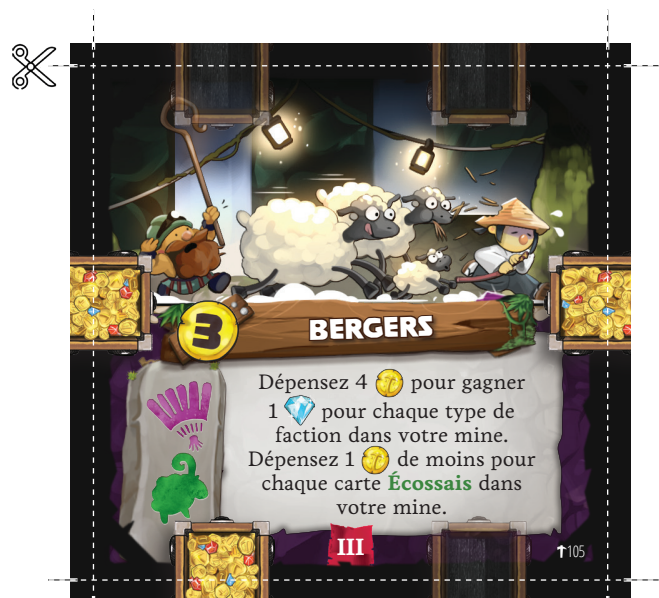 3
BERGERS
Dépensez 4 pour gagner
1 pour chaque type de
faction dans votre mine.
Dépensez 1 de moins pour
chaque carte Écossais dans
votre mine.
III
105